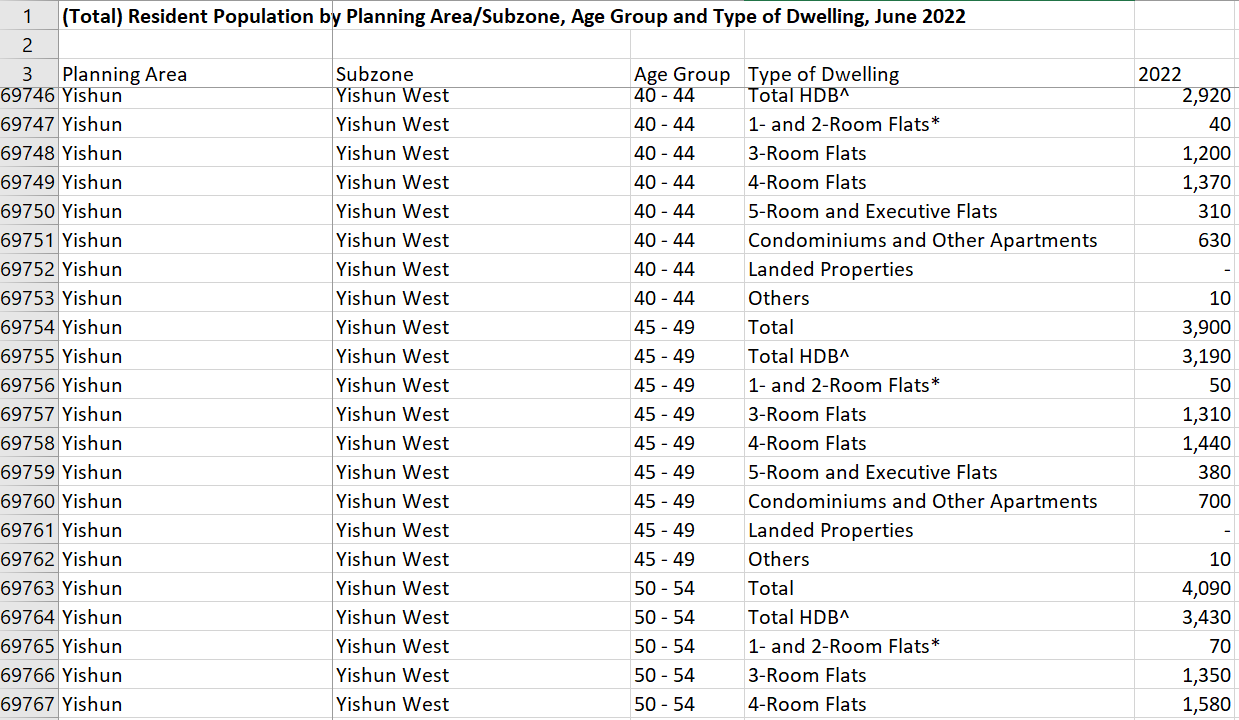 1 (Total) Resident Population by Planning Area/Subzone, Age Group and Type of Dwelling, June 2022
2
3 Planning Area Subzone Age Group Type of Dwelling 2022
69746 Yishun Yishun West 40 - 44 Total HDB^ 2,920
69747 Yishun Yishun West 40 - 44 1- and 2-Room Flats* 40
69748 Yishun Yishun West 40 - 44 3-Room Flats 1,200
69749 Yishun Yishun West 40 - 44 4-Room Flats 1,370
69750 Yishun Yishun West 40 - 44 5-Room and Executive Flats 310
69751 Yishun Yishun West 40 - 44 Condominiums and Other Apartments 630
69752 Yishun Yishun West 40 - 44 Landed Properties -
69753 Yishun Yishun West 40 - 44 Others 10
69754 Yishun Yishun West 45 - 49 Total 3,900
69755 Yishun Yishun West 45 - 49 Total HDB^ 3,190
69756 Yishun Yishun West 45 - 49 1- and 2-Room Flats* 50
69757 Yishun Yishun West 45 - 49 3-Room Flats 1,310
69758 Yishun Yishun West 45 - 49 4-Room Flats 1,440
69759 Yishun Yishun West 45 - 49 5-Room and Executive Flats 380
69760 Yishun Yishun West 45 - 49 Condominiums and Other Apartments 700
69761 Yishun Yishun West 45 - 49 Landed Properties -
69762 Yishun Yishun West 45 - 49 Others 10
69763 Yishun Yishun West 50 - 54 Total 4,090
69764 Yishun Yishun West 50 - 54 Total HDB^ 3,430
69765 Yishun Yishun West 50 - 54 1- and 2-Room Flats* 70
69766 Yishun Yishun West 50 - 54 3-Room Flats 1,350
69767 Yishun Yishun West 50 - 54 4-Room Flats 1,580